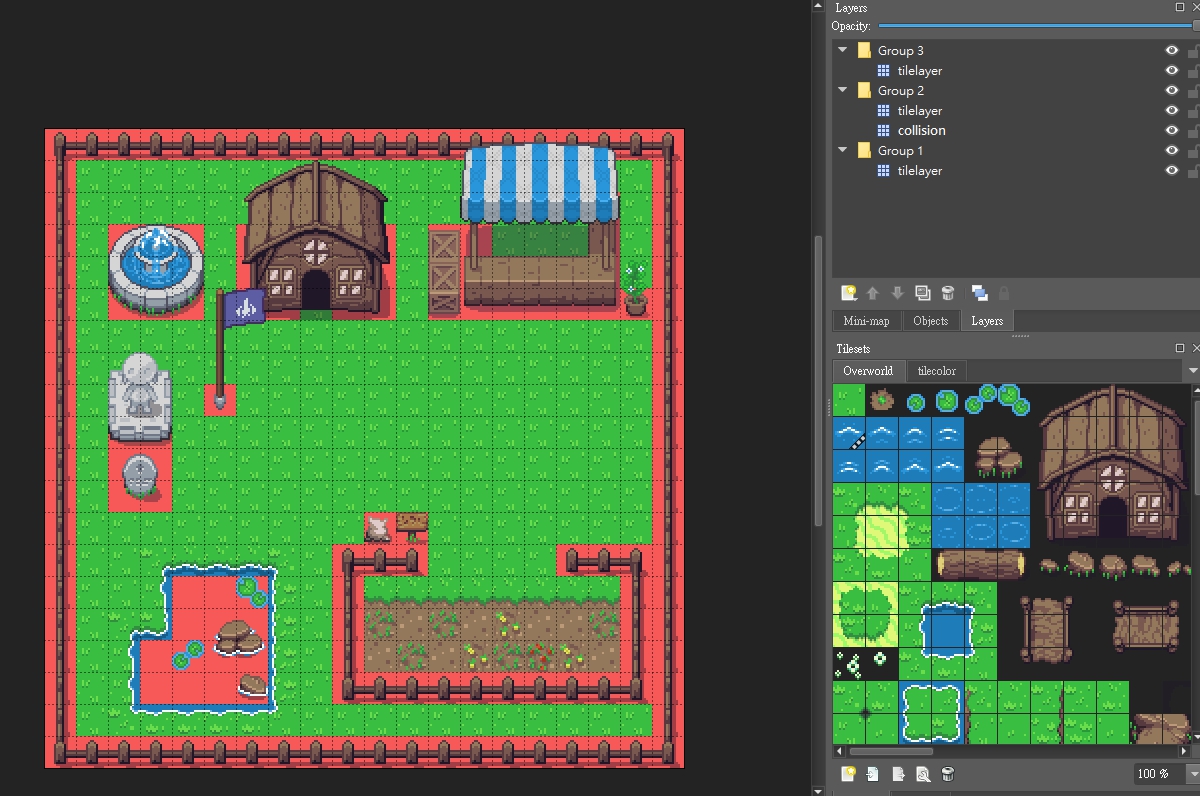 Layers
Opacity:
Group 3
tilelayer
Group 2
tilelayer
collision
Group 1
tilelayer
Mini-map Objects Layers
Tilesets
Overworld tilecolor
100 %